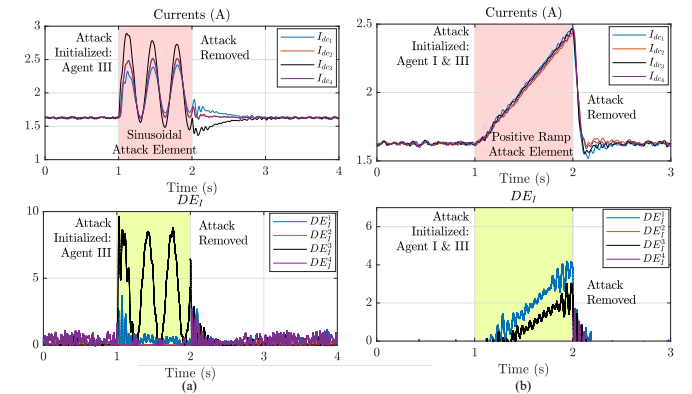 Currents (A)
3
2.5
2
1.5
1
Attack
Initialized:
Agent III
Attack
Removed
Sinusoidal
Attack Element
I_dc1
I_dc2
I_dc3
I_dc4
0 1 2 3 4
Time (s)
DE_I
10
5
0
Attack
Initialized:
Agent III
Attack
Removed
DE_I^1
DE_I^2
DE_I^3
DE_I^4
0 1 2 3 4
Time (s)
(a)
Currents (A)
2.5
2
1.5
Attack
Initialized:
Agent I & III
Attack
Removed
Positive Ramp
Attack Element
I_dc1
I_dc2
I_dc3
I_dc4
0 1 2 3
Time (s)
DE_I
6
4
2
0
Attack
Initialized:
Agent I & III
Attack
Removed
DE_I^1
DE_I^2
DE_I^3
DE_I^4
0 1 2 3
Time (s)
(b)